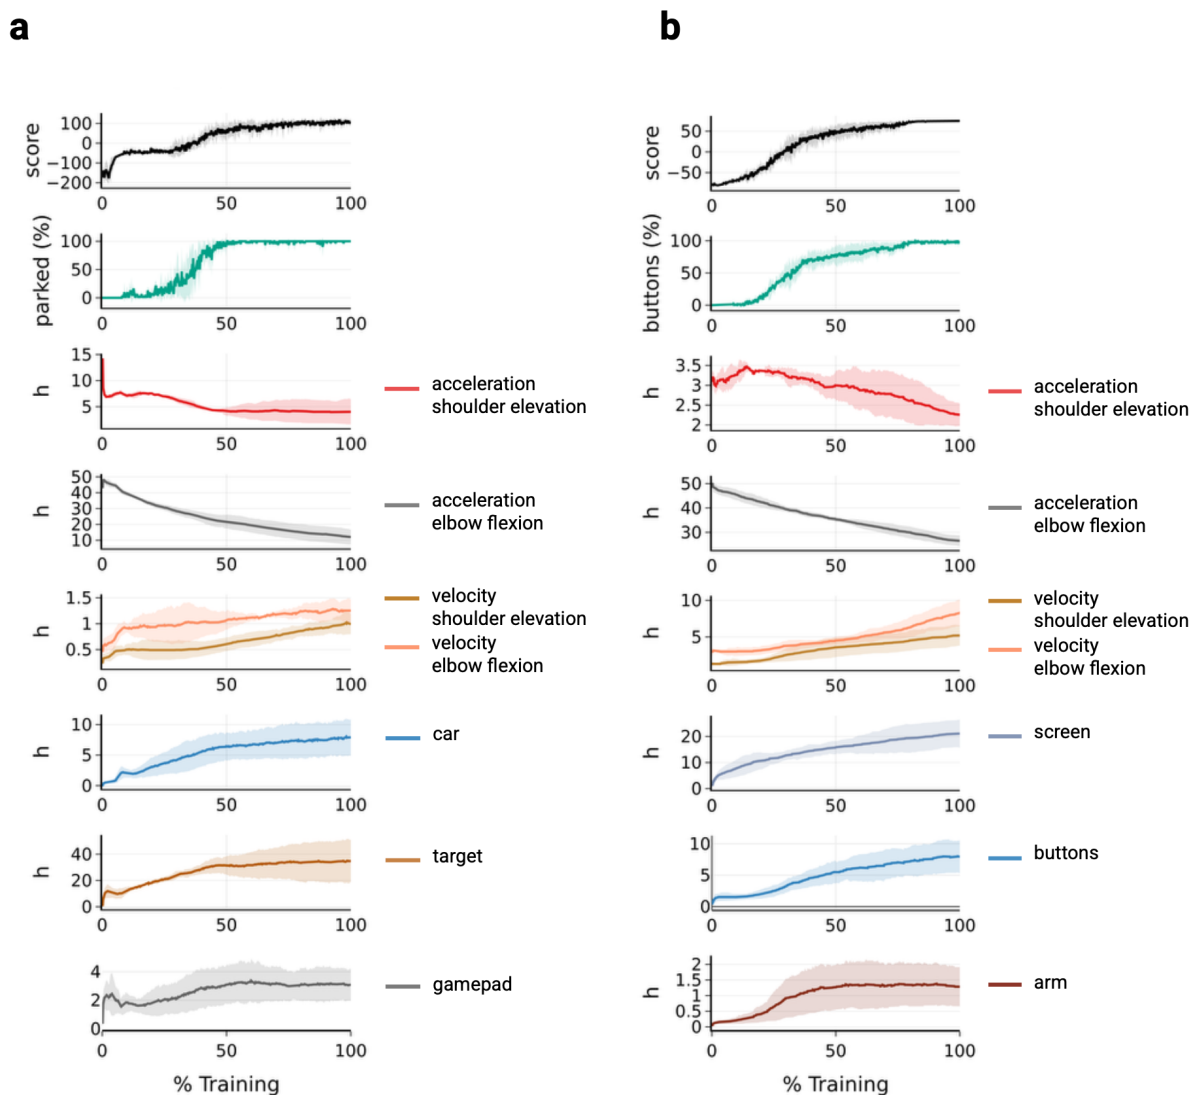 a
score
100
0
−100
−200
0
50
100
parked (%)
100
50
0
0
50
100
h
15
10
5
0
50
100
acceleration
shoulder elevation
h
50
40
30
20
10
0
50
100
acceleration
elbow flexion
h
1.5
1
0.5
0
50
100
velocity
shoulder elevation
velocity
elbow flexion
h
10
5
0
0
50
100
car
h
40
20
0
0
50
100
target
4
2
0
0
50
100
gamepad
% Training
b
score
50
0
−50
0
50
100
buttons (%)
100
50
0
0
50
100
h
3.5
3
2.5
2
0
50
100
acceleration
shoulder elevation
h
50
40
30
0
50
100
acceleration
elbow flexion
h
10
5
0
50
100
velocity
shoulder elevation
velocity
elbow flexion
h
20
10
0
0
50
100
screen
10
5
0
0
50
100
buttons
h
2
1.5
1
0.5
0
0
50
100
arm
% Training